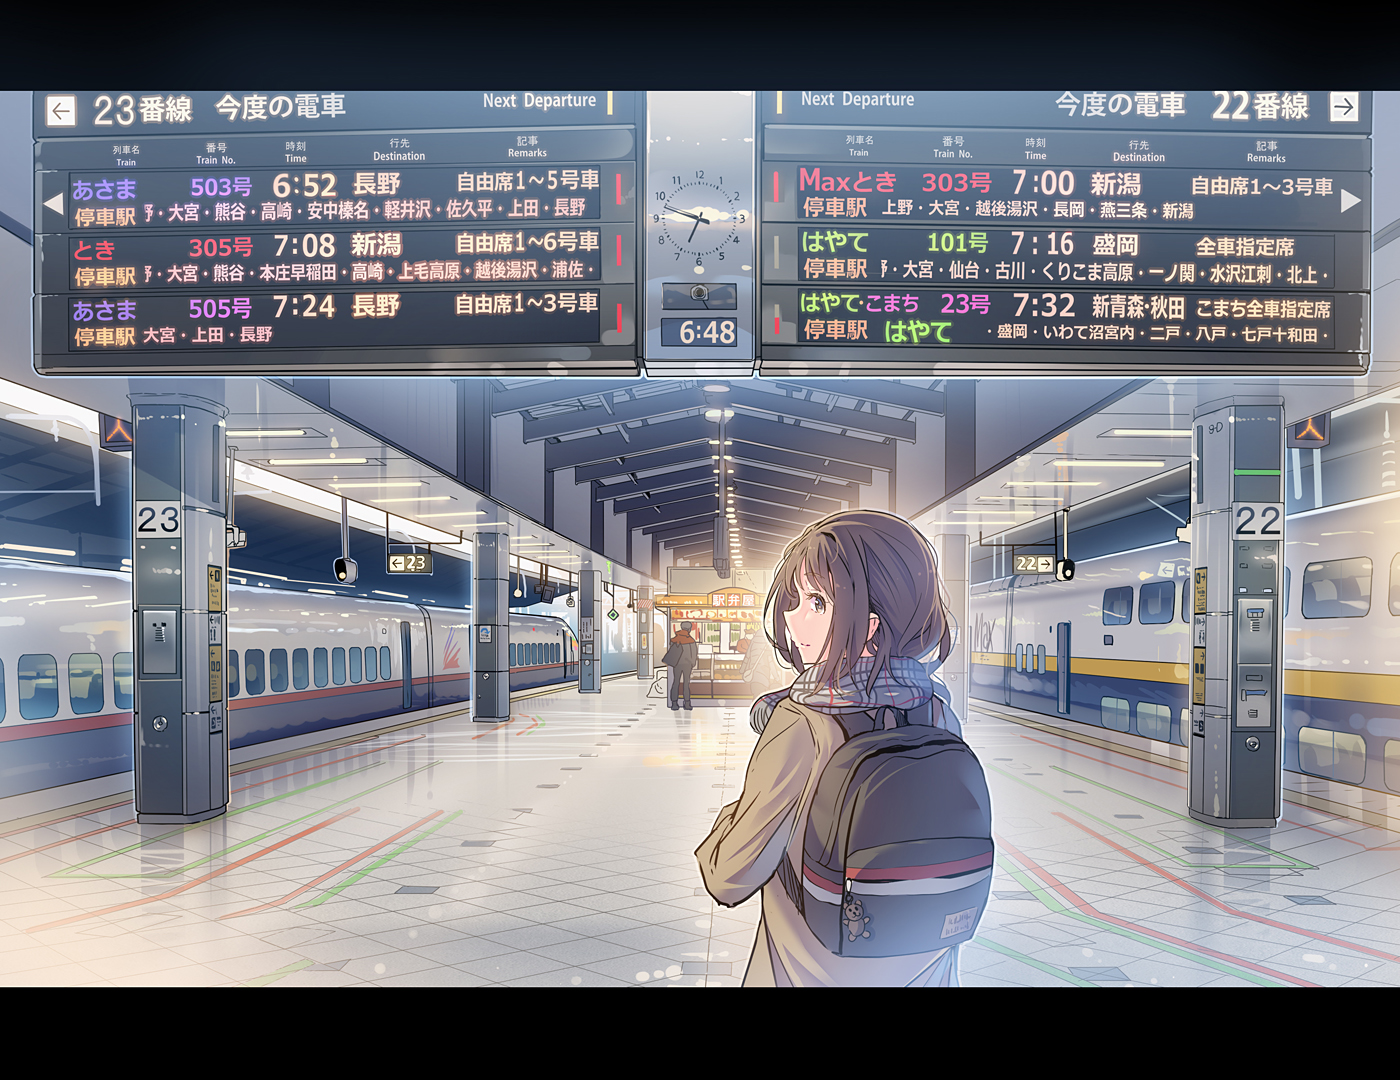 ← 23番線 今度の電車 Next Departure
列車名 番号 時刻 行先 記事
Train Train No. Time Destination Remarks
あさま 503号 6:52 長野 自由席1～5号車
停車駅 ・大宮・熊谷・高崎・安中榛名・軽井沢・佐久平・上田・長野
とき 305号 7:08 新潟 自由席1～6号車
停車駅 ・大宮・熊谷・本庄早稲田・高崎・上毛高原・越後湯沢・浦佐・
あさま 505号 7:24 長野 自由席1～3号車
停車駅 大宮・上田・長野
12 1 2 3 4 5 6 7 8 9 10 11
6:48
Next Departure 今度の電車 22番線 →
列車名 番号 時刻 行先 記事
Train Train No. Time Destination Remarks
Maxとき 303号 7:00 新潟 自由席1～3号車
停車駅 上野・大宮・越後湯沢・長岡・燕三条・新潟
はやて 101号 7:16 盛岡 全車指定席
停車駅 ・大宮・仙台・古川・くりこま高原・一ノ関・水沢江刺・北上・
はやて·こまち 23号 7:32 新青森·秋田 こまち全車指定席
停車駅 はやて ・盛岡・いわて沼宮内・二戸・八戸・七戸十和田・
23
←23
駅弁屋
22→
22
Max